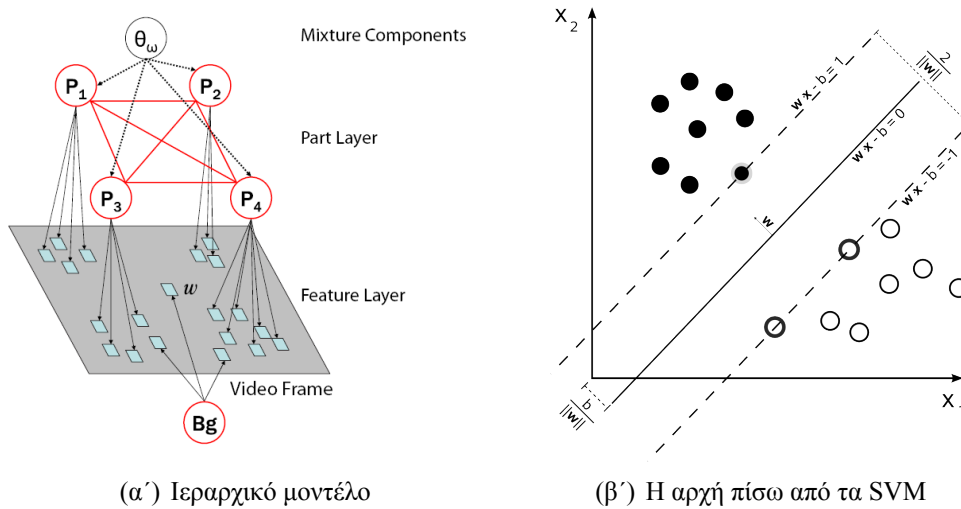 θω
Mixture Components
P1
P2
Part Layer
P3
P4
w
Feature Layer
Video Frame
Bg
(α΄) Ιεραρχικό μοντέλο
X2
w x - b = 1
2
||w||
w x - b = 0
w x - b = -1
w
b
||w||
X
(β΄) Η αρχή πίσω από τα SVM